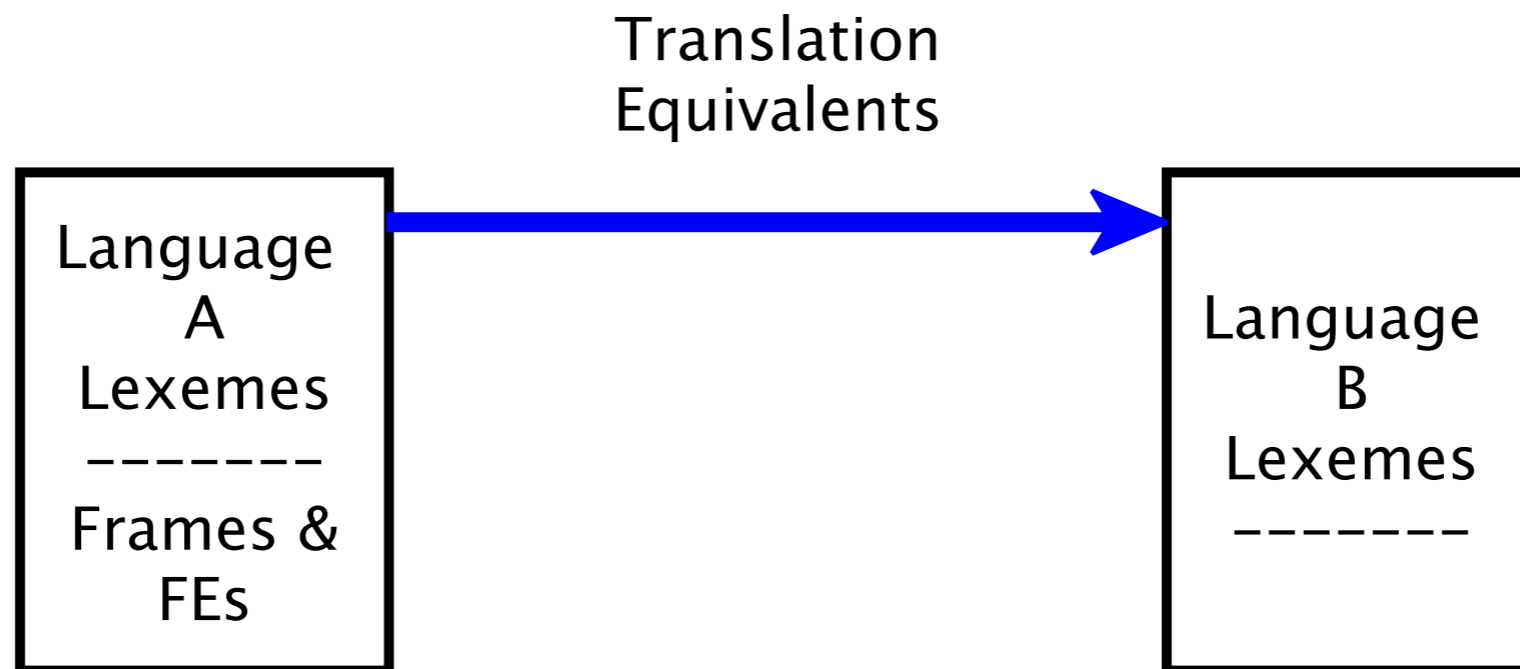 Translation
Equivalents
Language
A
Lexemes
-------
Frames &
FEs
Language
B
Lexemes
-------